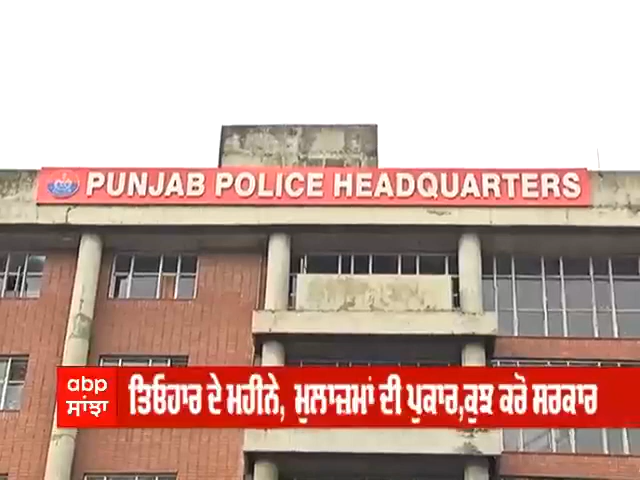 PUNJAB POLICE HEADQUARTERS
abp
ਸਾਂਝਾ
ਤਿਓਹਾਰ ਦੇ ਮਹੀਨੇ, ਮੁਲਾਜ਼ਮਾਂ ਦੀ ਪੁਕਾਰ,ਕੁਝ ਕਰੋ ਸਰਕਾਰ